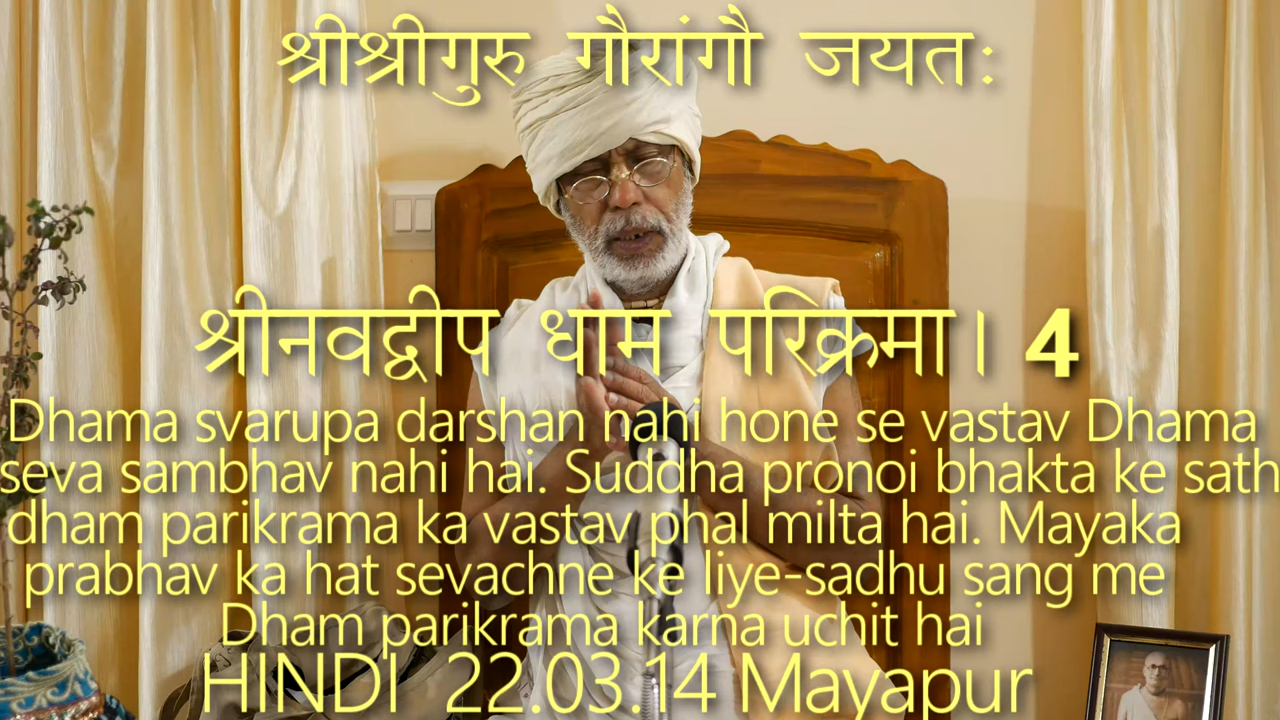 श्रीश्रीगुरु गौरांगौ जयतः
श्रीनवद्वीप धाम परिक्रमा। 4
Dhama svarupa darshan nahi hone se vastav Dhama
seva sambhav nahi hai. Suddha pronoi bhakta ke sath
dham parikrama ka vastav phal milta hai. Mayaka
prabhav ka hat sevachne ke liye-sadhu sang me
Dham parikrama karna uchit hai
HINDI 22.03.14 Mayapur